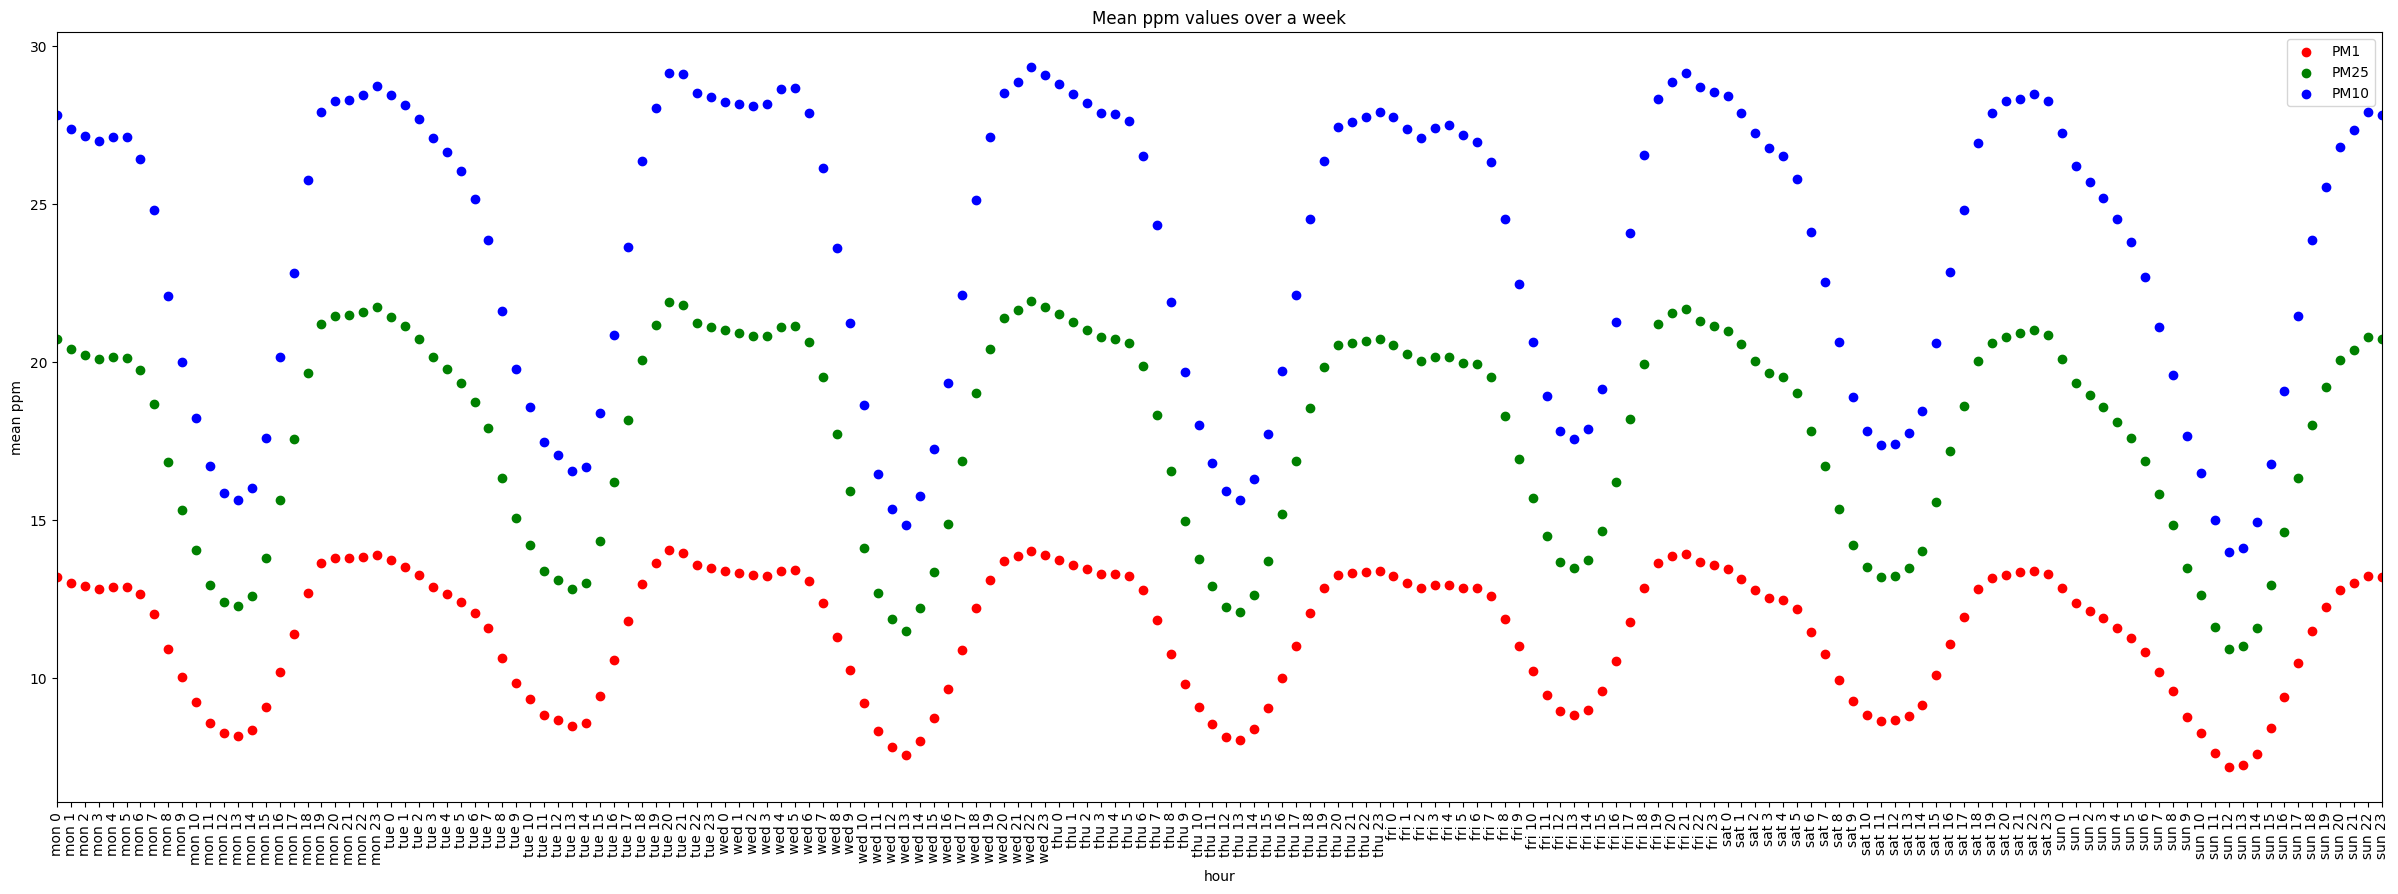 Mean ppm values over a week
PM1
PM25
PM10
30
25
20
15
10
mean ppm
mon 0
mon 1
mon 2
mon 3
mon 4
mon 5
mon 6
mon 7
mon 8
mon 9
mon 10
mon 11
mon 12
mon 13
mon 14
mon 15
mon 16
mon 17
mon 18
mon 19
mon 20
mon 21
mon 22
mon 23
tue 0
tue 1
tue 2
tue 3
tue 4
tue 5
tue 6
tue 7
tue 8
tue 9
tue 10
tue 11
tue 12
tue 13
tue 14
tue 15
tue 16
tue 17
tue 18
tue 19
tue 20
tue 21
tue 22
tue 23
wed 0
wed 1
wed 2
wed 3
wed 4
wed 5
wed 6
wed 7
wed 8
wed 9
wed 10
wed 11
wed 12
wed 13
wed 14
wed 15
wed 16
wed 17
wed 18
wed 19
wed 20
wed 21
wed 22
wed 23
thu 0
thu 1
thu 2
thu 3
thu 4
thu 5
thu 6
thu 7
thu 8
thu 9
thu 10
thu 11
thu 12
thu 13
thu 14
thu 15
thu 16
thu 17
thu 18
thu 19
thu 20
thu 21
thu 22
thu 23
fri 0
fri 1
fri 2
fri 3
fri 4
fri 5
fri 6
fri 7
fri 8
fri 9
fri 10
fri 11
fri 12
fri 13
fri 14
fri 15
fri 16
fri 17
fri 18
fri 19
fri 20
fri 21
fri 22
fri 23
sat 0
sat 1
sat 2
sat 3
sat 4
sat 5
sat 6
sat 7
sat 8
sat 9
sat 10
sat 11
sat 12
sat 13
sat 14
sat 15
sat 16
sat 17
sat 18
sat 19
sat 20
sat 21
sat 22
sat 23
sun 0
sun 1
sun 2
sun 3
sun 4
sun 5
sun 6
sun 7
sun 8
sun 9
sun 10
sun 11
sun 12
sun 13
sun 14
sun 15
sun 16
sun 17
sun 18
sun 19
sun 20
sun 21
sun 22
sun 23
hour